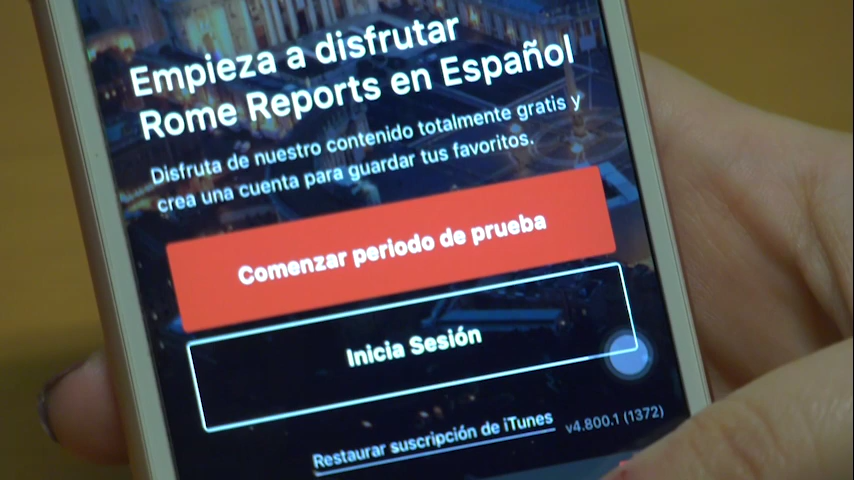 Empieza a disfrutar
Rome Reports en Español
Disfruta de nuestro contenido totalmente gratis y
crea una cuenta para guardar tus favoritos.
Comenzar periodo de prueba
Inicia Sesión
Restaurar suscripción de iTunes v4.800.1 (1372)